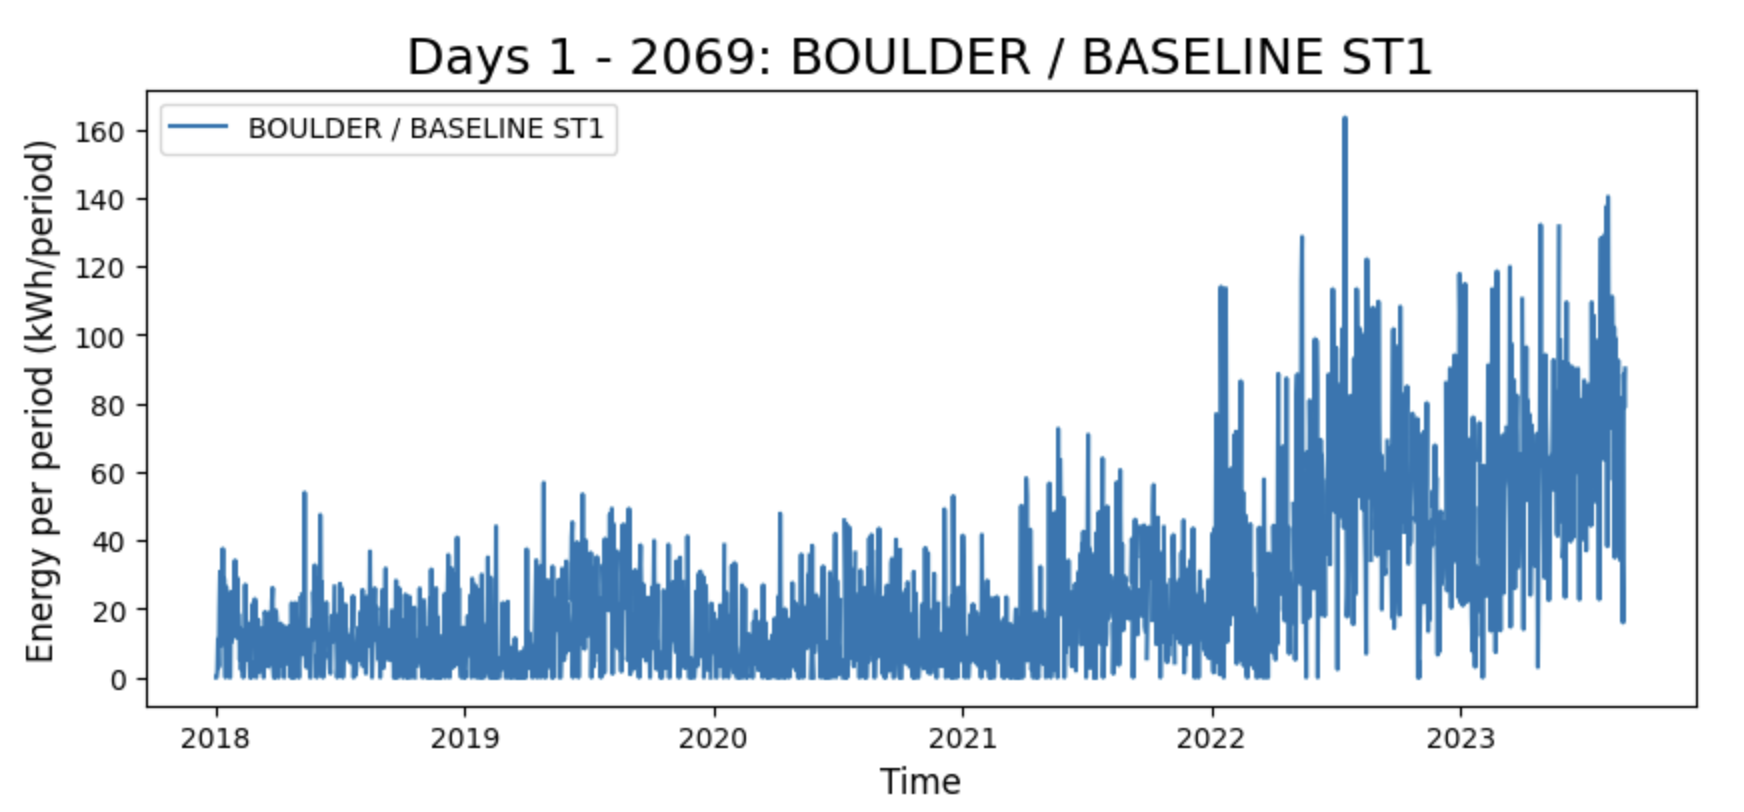 Days 1 - 2069: BOULDER / BASELINE ST1
BOULDER / BASELINE ST1
Energy per period (kWh/period)
160
140
120
100
80
60
40
20
0
2018 2019 2020 2021 2022 2023
Time